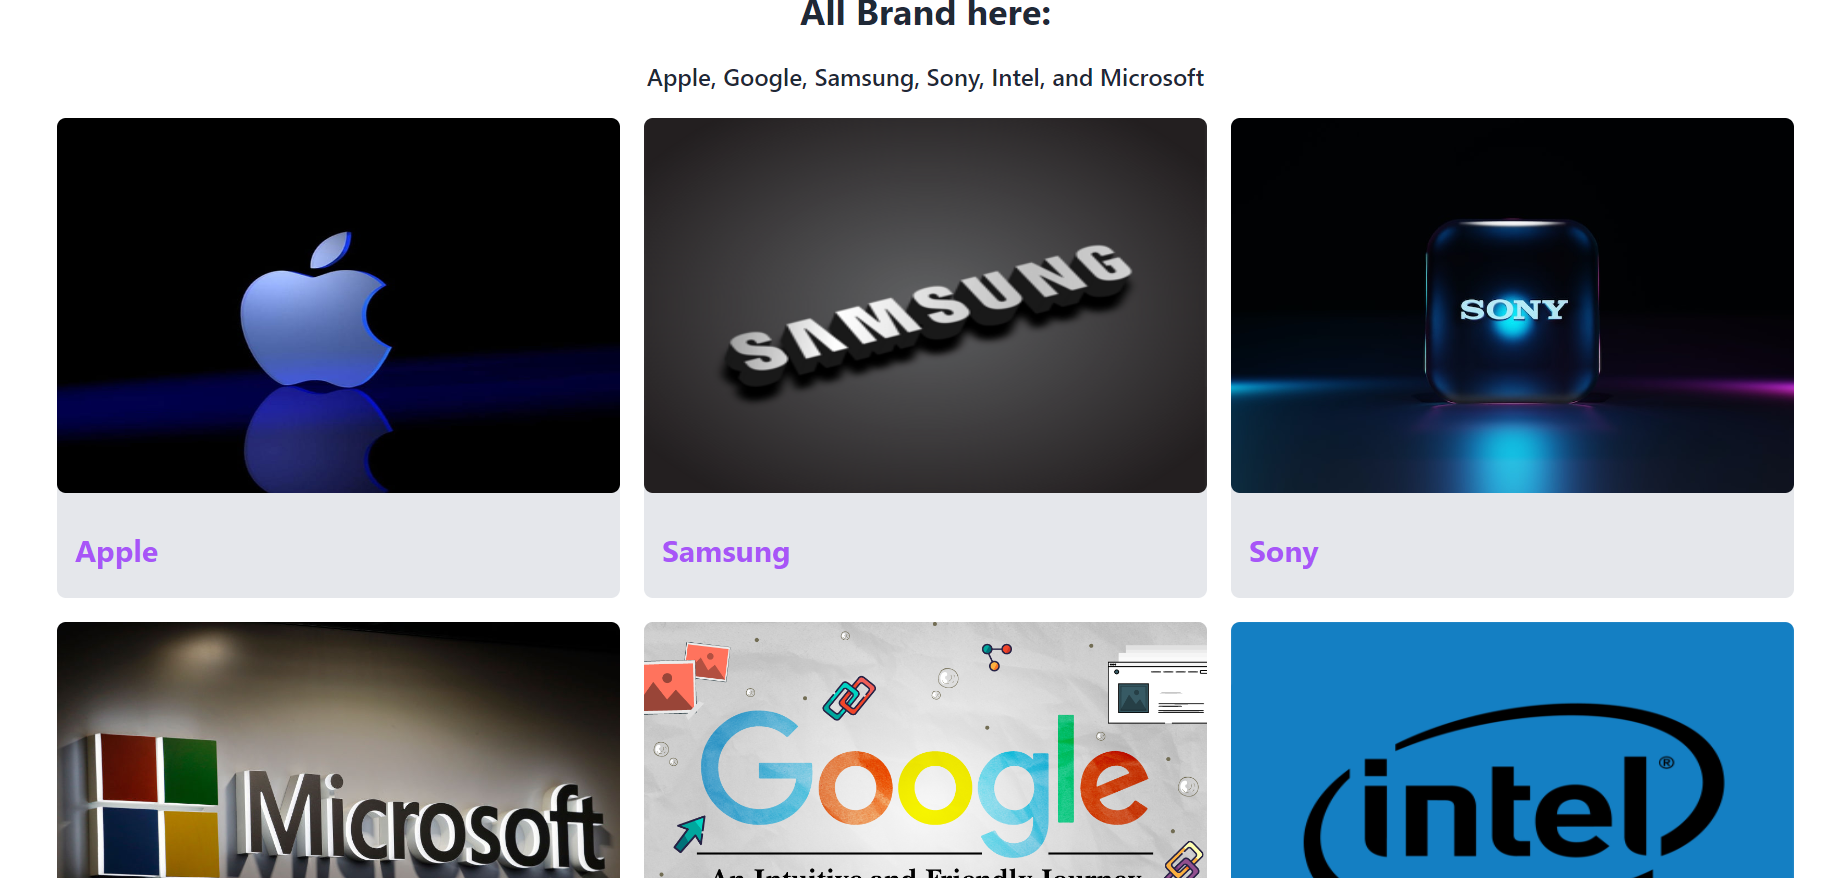 All Brand here:
Apple, Google, Samsung, Sony, Intel, and Microsoft
SAMSUNG
SONY
Apple
Samsung
Sony
Microsoft
Google
intel®
An Intuitive and Friendly Journey